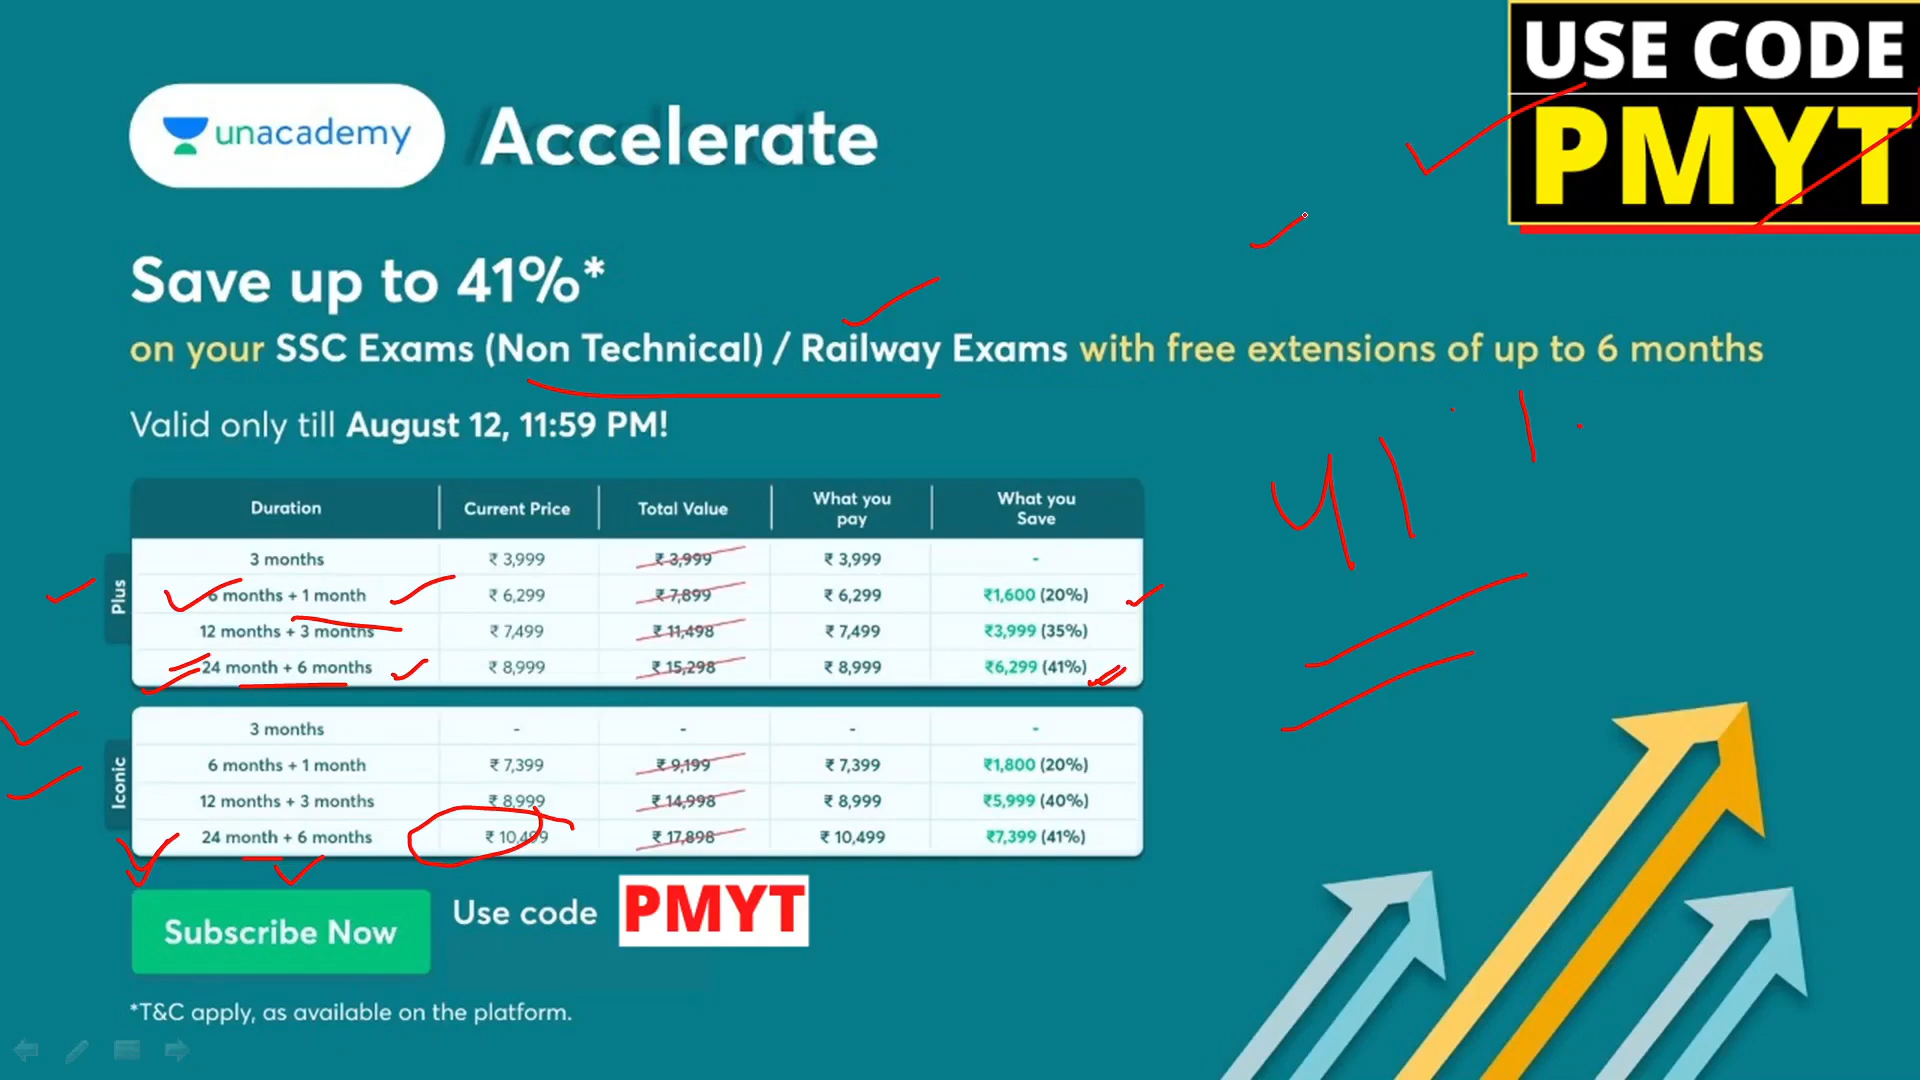 USE CODE
PMYT
unacademy Accelerate
Save up to 41%*
on your SSC Exams (Non Technical) / Railway Exams with free extensions of up to 6 months
Valid only till August 12, 11:59 PM!
41 %
Duration Current Price Total Value What you pay What you Save
Plus
3 months ₹ 3,999 ₹ 3,999 ₹ 3,999 -
6 months + 1 month ₹ 6,299 ₹ 7,899 ₹ 6,299 ₹1,600 (20%)
12 months + 3 months ₹ 7,499 ₹ 11,498 ₹ 7,499 ₹3,999 (35%)
24 month + 6 months ₹ 8,999 ₹ 15,298 ₹ 8,999 ₹6,299 (41%)
Iconic
3 months - - - -
6 months + 1 month ₹ 7,399 ₹ 9,199 ₹ 7,399 ₹1,800 (20%)
12 months + 3 months ₹ 8,999 ₹ 14,998 ₹ 8,999 ₹5,999 (40%)
24 month + 6 months ₹ 10,499 ₹ 17,898 ₹ 10,499 ₹7,399 (41%)
Subscribe Now Use code PMYT
*T&C apply, as available on the platform.